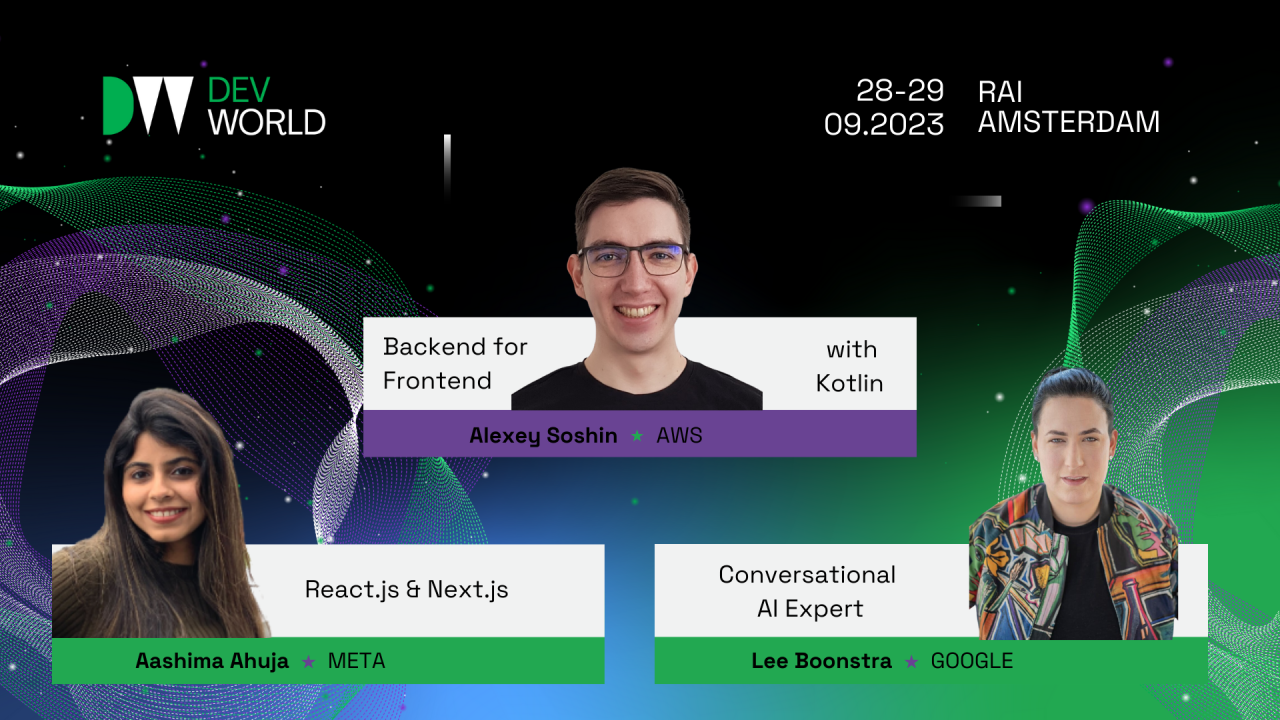 DW DEV
WORLD
28-29
09.2023
RAI
AMSTERDAM
Backend for
Frontend
with
Kotlin
Alexey Soshin ★ AWS
React.js & Next.js
Aashima Ahuja ★ META
Conversational
AI Expert
Lee Boonstra ★ GOOGLE